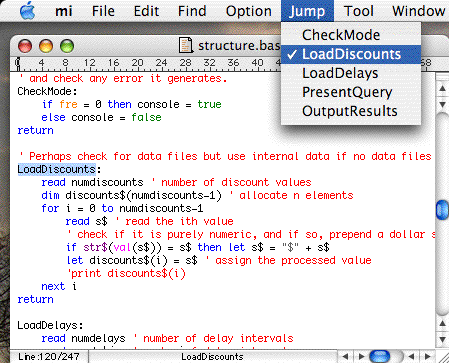 mi File Edit Find Option Jump Tool Window
CheckMode
✓ LoadDiscounts
LoadDelays
PresentQuery
OutputResults
structure.bas
' and check any error it generates.
CheckMode:
if fre = 0 then console = true
else console = false
return
' Perhaps check for data files but use internal data if no data files
LoadDiscounts:
read numdiscounts ' number of discount values
dim discounts$(numdiscounts-1) ' allocate n elements
for i = 0 to numdiscounts-1
read s$ ' read the ith value
' check if it is purely numeric, and if so, prepend a dollar s
if str$(val(s$)) = s$ then let s$ = "$" + s$
let discounts$(i) = s$ ' assign the processed value
'print discounts$(i)
next i
return
LoadDelays:
read numdelays ' number of delay intervals
Line:120/247 LoadDiscounts